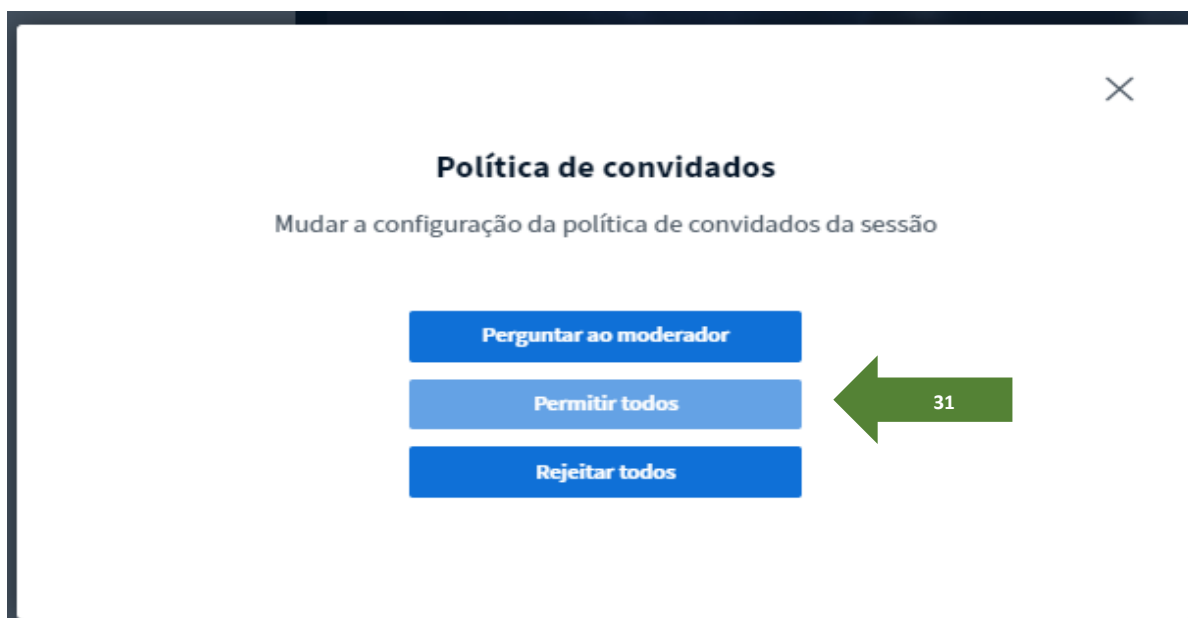 Política de convidados
Mudar a configuração da política de convidados da sessão
Perguntar ao moderador
Permitir todos
31
Rejeitar todos